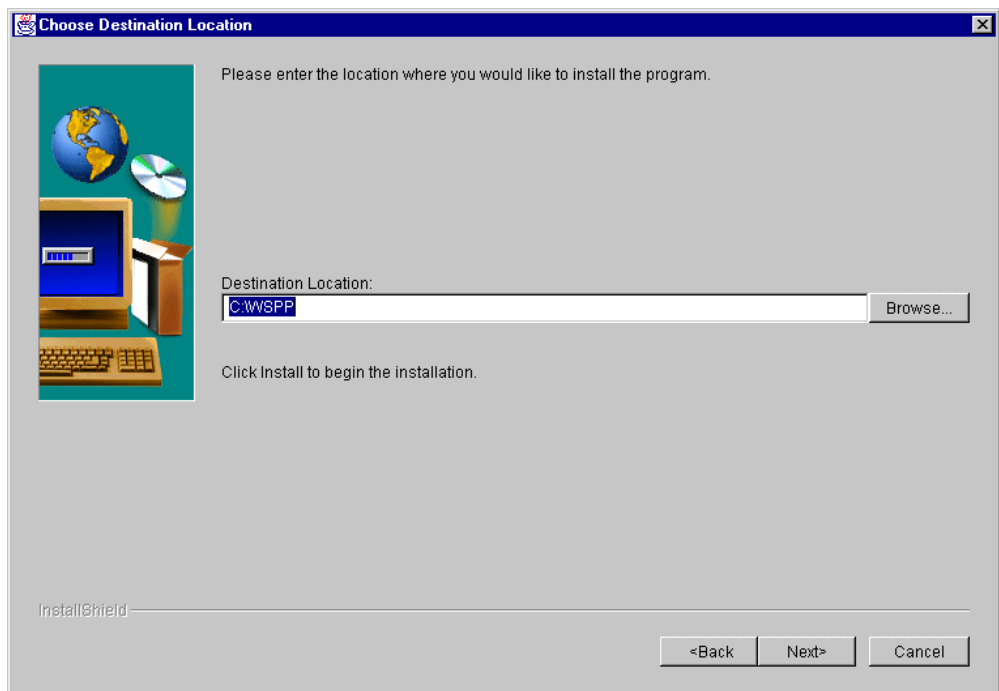 Choose Destination Location
Please enter the location where you would like to install the program.
Destination Location:
C:\WSPP
Browse...
Click Install to begin the installation.
InstallShield
<Back
Next>
Cancel